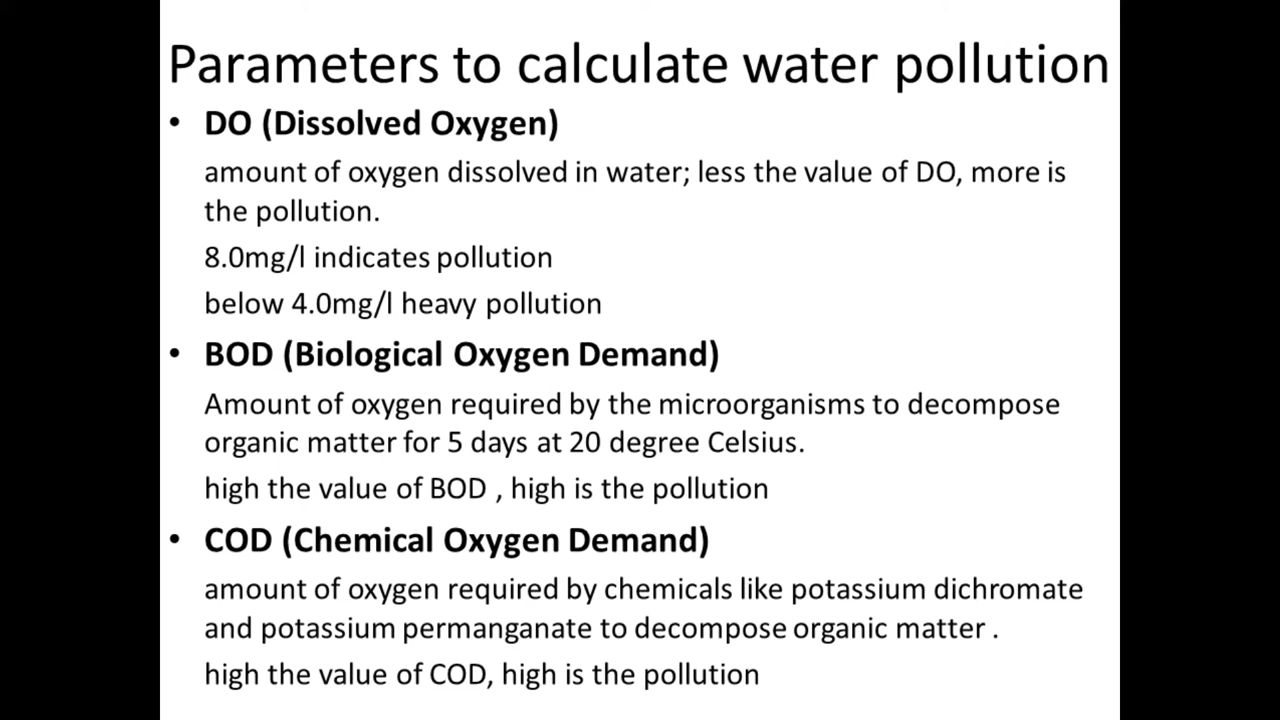 Parameters to calculate water pollution
• DO (Dissolved Oxygen)
amount of oxygen dissolved in water; less the value of DO, more is
the pollution.
8.0mg/l indicates pollution
below 4.0mg/l heavy pollution
• BOD (Biological Oxygen Demand)
Amount of oxygen required by the microorganisms to decompose
organic matter for 5 days at 20 degree Celsius.
high the value of BOD , high is the pollution
• COD (Chemical Oxygen Demand)
amount of oxygen required by chemicals like potassium dichromate
and potassium permanganate to decompose organic matter .
high the value of COD, high is the pollution